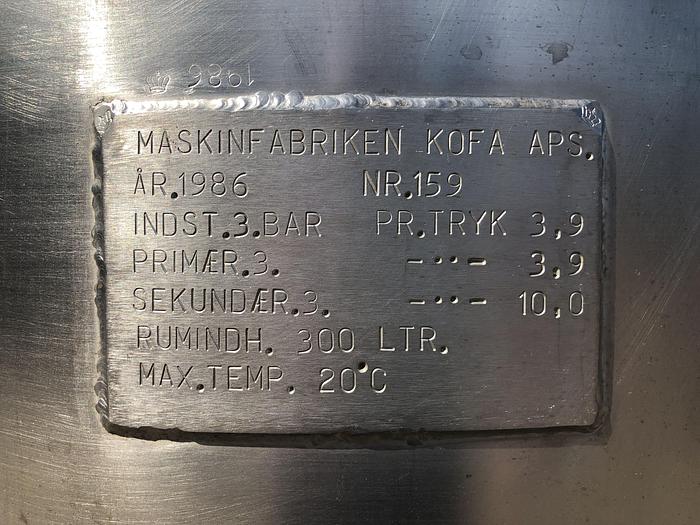 1986
MASKINFABRIKEN KOFA APS.
ÅR.1986 NR.159
INDST.3.BAR PR.TRYK 3,9
PRIMÆR.3. -"- 3,9
SEKUNDÆR.3. -"- 10,0
RUMINDH. 300 LTR.
MAX.TEMP. 20°C